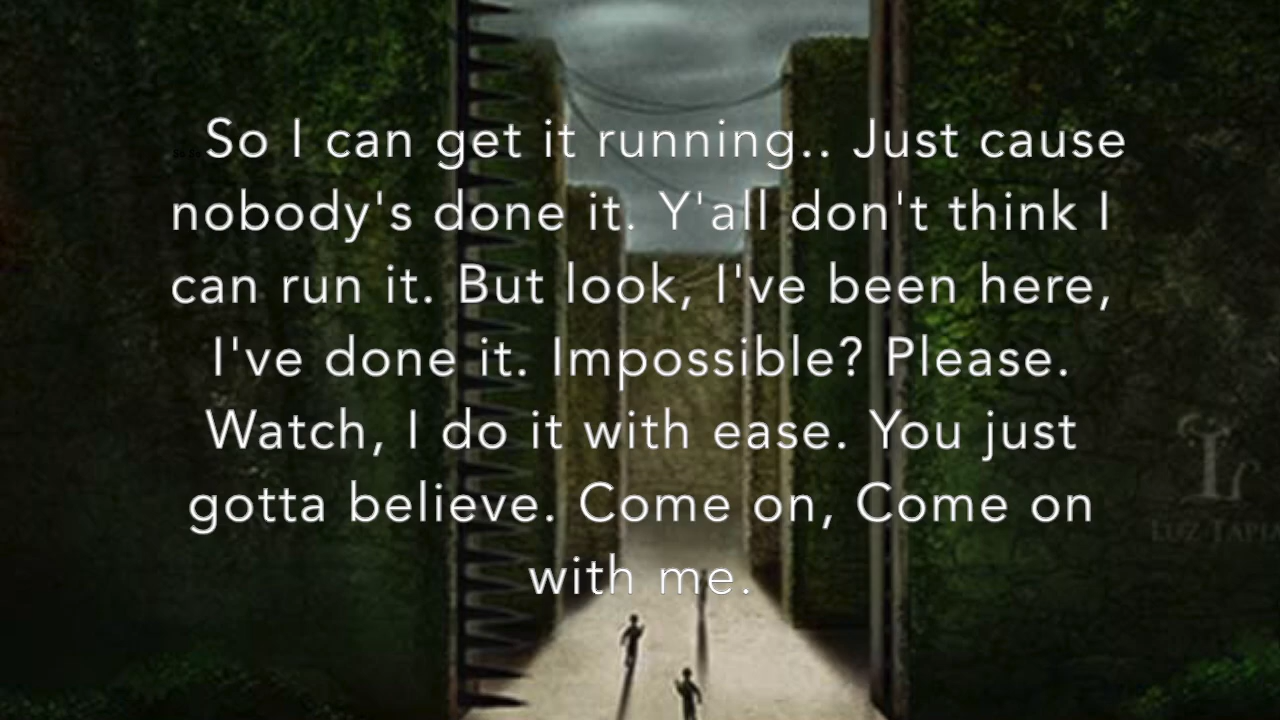 So I can get it running.. Just cause
nobody's done it. Y'all don't think I
can run it. But look, I've been here,
I've done it. Impossible? Please.
Watch, I do it with ease. You just
gotta believe. Come on, Come on
with me.
L
LUZ TAPIA